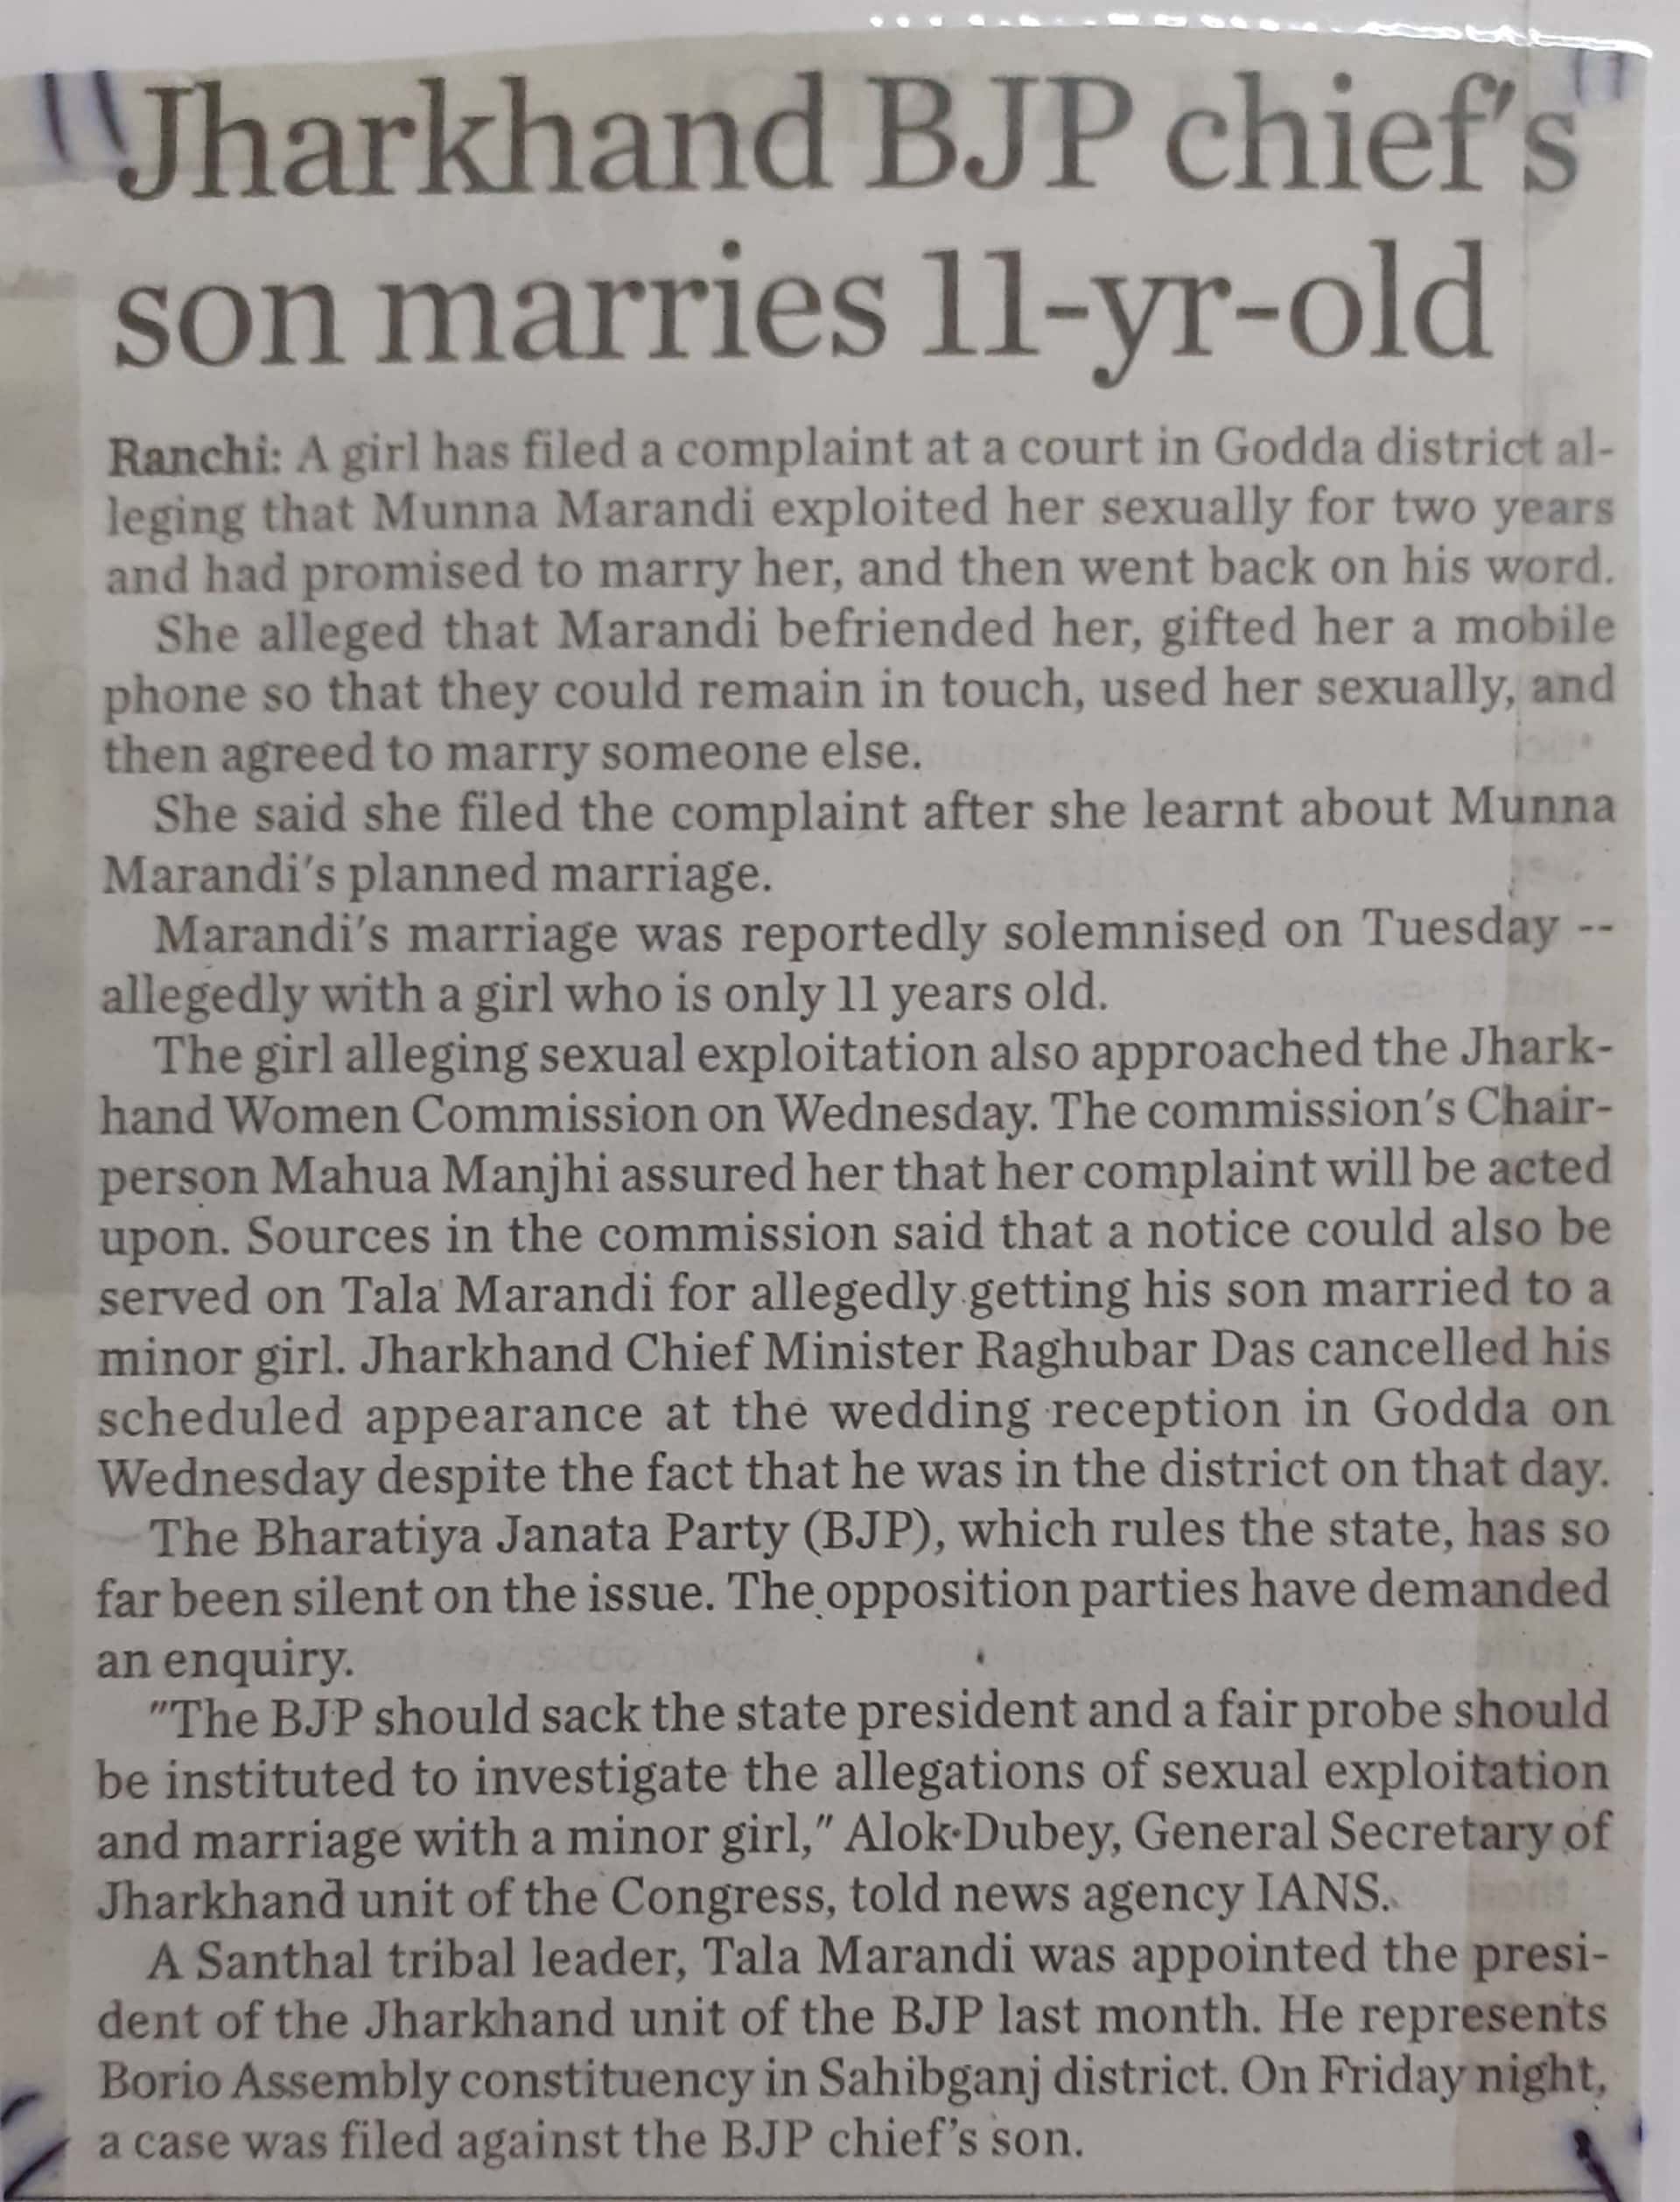 Jharkhand BJP chief's
son marries 11-yr-old
Ranchi: A girl has filed a complaint at a court in Godda district al-
leging that Munna Marandi exploited her sexually for two years
and had promised to marry her, and then went back on his word.
She alleged that Marandi befriended her, gifted her a mobile
phone so that they could remain in touch, used her sexually, and
then agreed to marry someone else.
She said she filed the complaint after she learnt about Munna
Marandi's planned marriage.
Marandi's marriage was reportedly solemnised on Tuesday --
allegedly with a girl who is only 11 years old.
The girl alleging sexual exploitation also approached the Jhark-
hand Women Commission on Wednesday. The commission's Chair-
person Mahua Manjhi assured her that her complaint will be acted
upon. Sources in the commission said that a notice could also be
served on Tala Marandi for allegedly getting his son married to a
minor girl. Jharkhand Chief Minister Raghubar Das cancelled his
scheduled appearance at the wedding reception in Godda on
Wednesday despite the fact that he was in the district on that day.
The Bharatiya Janata Party (BJP), which rules the state, has so
far been silent on the issue. The opposition parties have demanded
an enquiry.
"The BJP should sack the state president and a fair probe should
be instituted to investigate the allegations of sexual exploitation
and marriage with a minor girl," Alok Dubey, General Secretary of
Jharkhand unit of the Congress, told news agency IANS.
A Santhal tribal leader, Tala Marandi was appointed the presi-
dent of the Jharkhand unit of the BJP last month. He represents
Borio Assembly constituency in Sahibganj district. On Friday night,
a case was filed against the BJP chief's son.